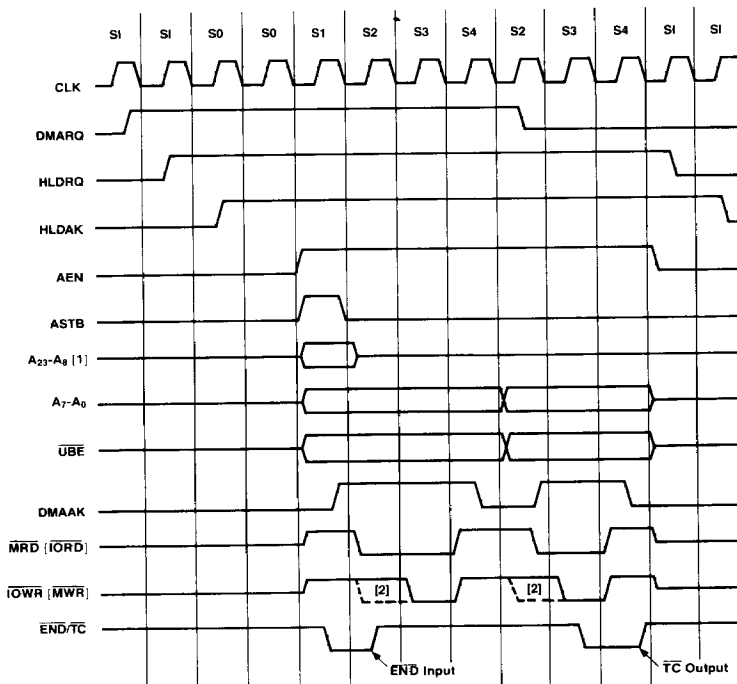 SI SI S0 S0 S1 S2 S3 S4 S2 S3 S4 SI SI
CLK
DMARQ
HLDRQ
HLDAK
AEN
ASTB
A23-A8 [1]
A7-A0
UBE
DMAAK
MRD [IORD]
IOWR [MWR]
[2] [2]
END/TC
END Input
TC Output